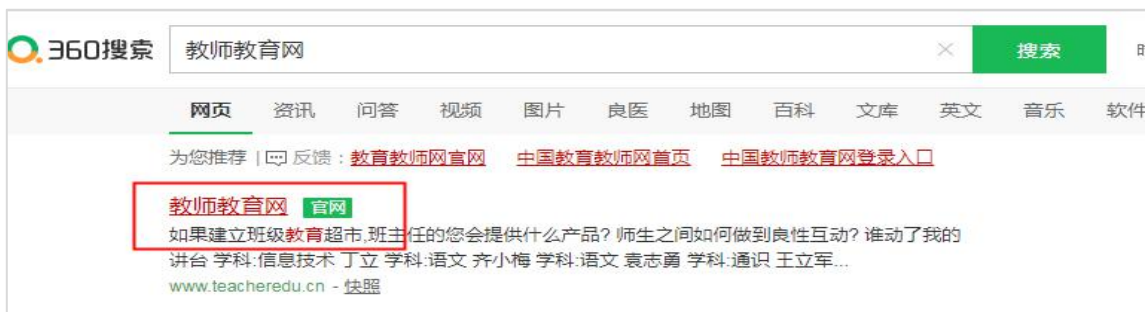 360搜索 教师教育网 × 搜索
网页 资讯 问答 视频 图片 良医 地图 百科 文库 英文 音乐 软件
为您推荐 | 反馈：教育教师网官网 中国教育教师网首页 中国教师教育网登录入口
教师教育网 官网
如果建立班级教育超市,班主任的您会提供什么产品? 师生之间如何做到良性互动? 谁动了我的
讲台 学科:信息技术 丁立 学科:语文 齐小梅 学科:语文 袁志勇 学科:通识 王立军...
www.teacheredu.cn - 快照